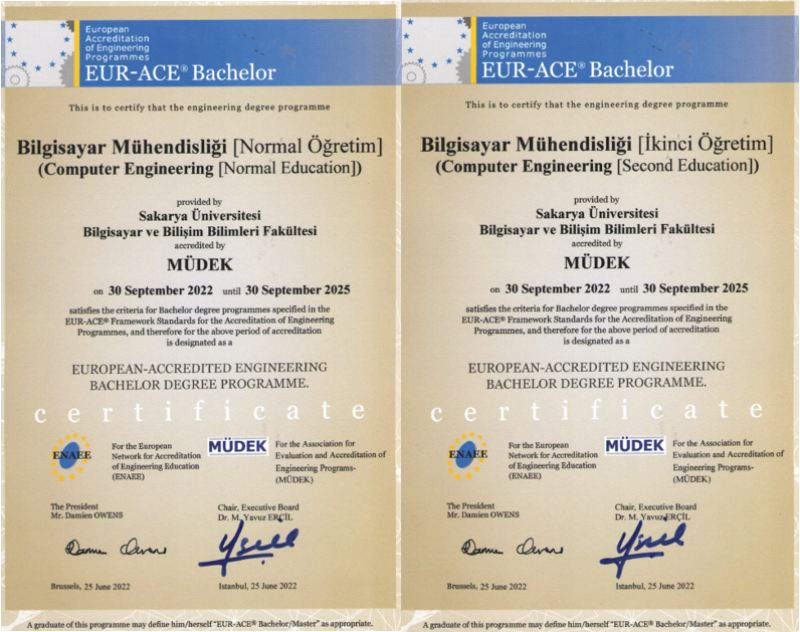 European
Accreditation
of Engineering
Programmes
EUR-ACE® Bachelor
This is to certify that the engineering degree programme
Bilgisayar Mühendisliği [Normal Öğretim]
(Computer Engineering [Normal Education])
provided by
Sakarya Üniversitesi
Bilgisayar ve Bilişim Bilimleri Fakültesi
accredited by
MÜDEK
on 30 September 2022 until 30 September 2025
satisfies the criteria for Bachelor degree programmes specified in the
EUR-ACE® Framework Standards for the Accreditation of Engineering
Programmes, and therefore for the above period of accreditation
is designated as a
EUROPEAN-ACCREDITED ENGINEERING
BACHELOR DEGREE PROGRAMME.
certificate
ENAEE
For the European
Network for Accreditation
of Engineering Education
(ENAEE)
MÜDEK
For the Association for
Evaluation and Accreditation of
Engineering Programs-
(MÜDEK)
The President
Mr. Damien OWENS
Chair, Executive Board
Dr. M. Yavuz ERÇİL
Brussels, 25 June 2022
Istanbul, 25 June 2022
A graduate of this programme may define him/herself "EUR-ACE® Bachelor/Master" as appropriate.
European
Accreditation
of Engineering
Programmes
EUR-ACE® Bachelor
This is to certify that the engineering degree programme
Bilgisayar Mühendisliği [İkinci Öğretim]
(Computer Engineering [Second Education])
provided by
Sakarya Üniversitesi
Bilgisayar ve Bilişim Bilimleri Fakültesi
accredited by
MÜDEK
on 30 September 2022 until 30 September 2025
satisfies the criteria for Bachelor degree programmes specified in the
EUR-ACE® Framework Standards for the Accreditation of Engineering
Programmes, and therefore for the above period of accreditation
is designated as a
EUROPEAN-ACCREDITED ENGINEERING
BACHELOR DEGREE PROGRAMME.
certificate
ENAEE
For the European
Network for Accreditation
of Engineering Education
(ENAEE)
MÜDEK
For the Association for
Evaluation and Accreditation of
Engineering Programs-
(MÜDEK)
The President
Mr. Damien OWENS
Chair, Executive Board
Dr. M. Yavuz ERÇİL
Brussels, 25 June 2022
Istanbul, 25 June 2022
A graduate of this programme may define him/herself "EUR-ACE® Bachelor/Master" as appropriate.